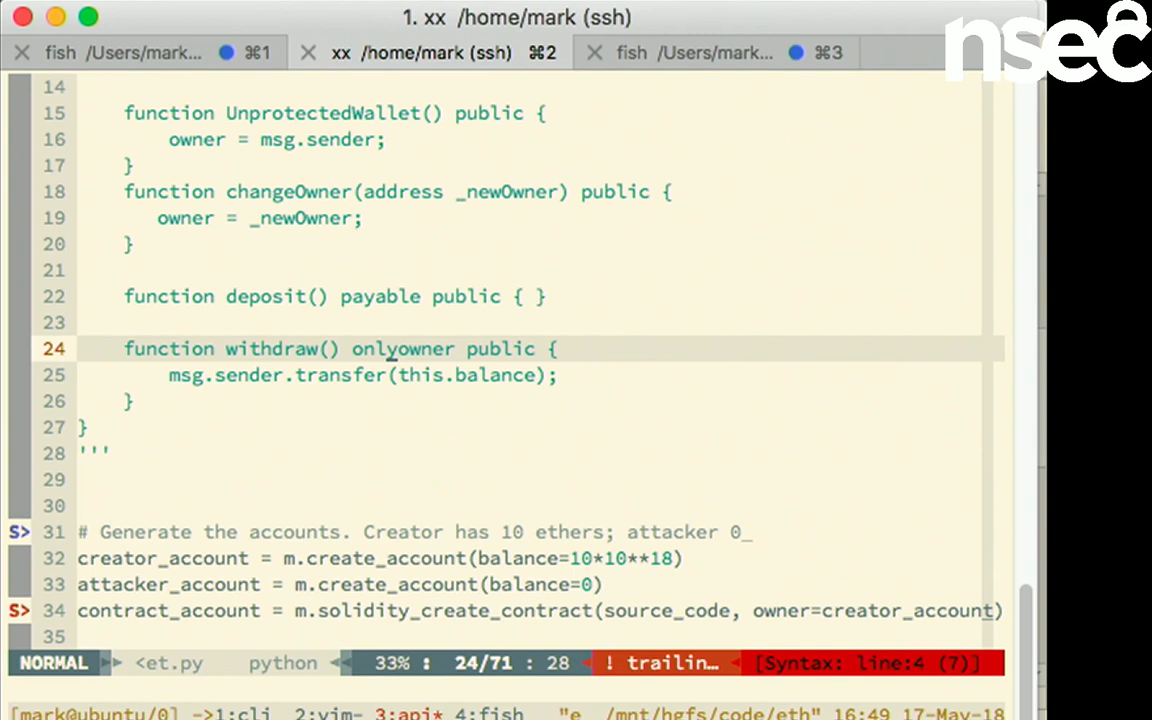 1. xx /home/mark (ssh)
nsec
fish /Users/mark... ⌘1 xx /home/mark (ssh) ⌘2 fish /Users/mark... ⌘3
14
15 function UnprotectedWallet() public {
16 owner = msg.sender;
17 }
18 function changeOwner(address _newOwner) public {
19 owner = _newOwner;
20 }
21
22 function deposit() payable public { }
23
24 function withdraw() onlyowner public {
25 msg.sender.transfer(this.balance);
26 }
27 }
28 '''
29
30
S> 31 # Generate the accounts. Creator has 10 ethers; attacker 0_
32 creator_account = m.create_account(balance=10*10**18)
33 attacker_account = m.create_account(balance=0)
S> 34 contract_account = m.solidity_create_contract(source_code, owner=creator_account)
35
NORMAL <et.py python < 33% : 24/71 : 28 ! trailin… [Syntax: line:4 (7)]
[mark@ubuntu/0] ->1:cli 2:vim- 3:api* 4:fish "e /mnt/hgfs/code/eth" 16:49 17-May-18